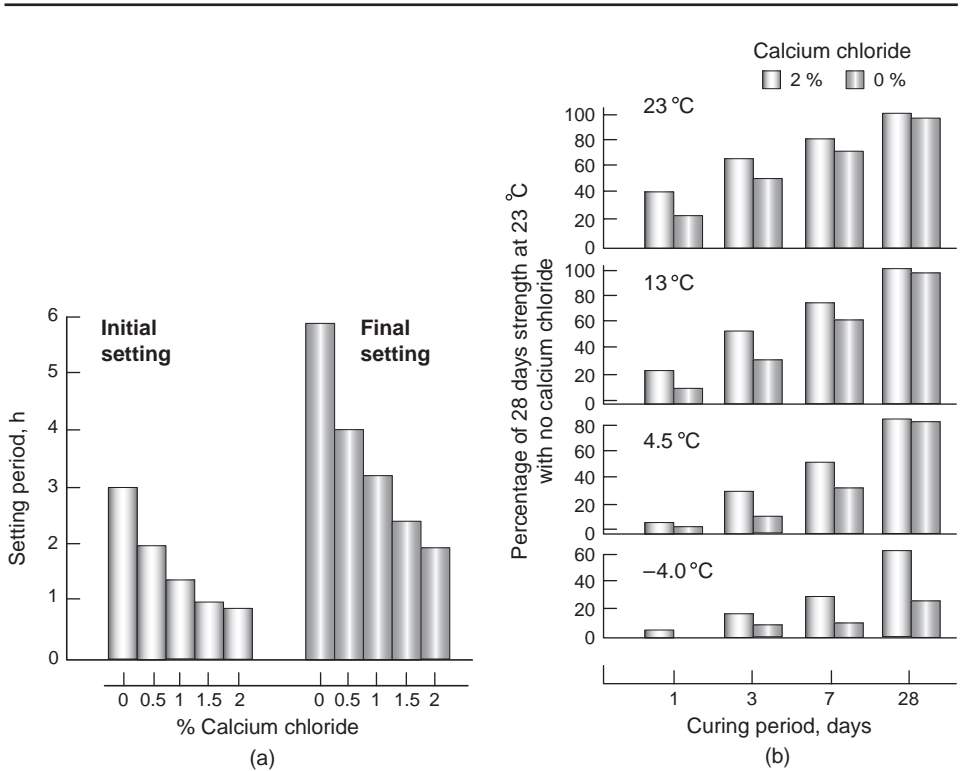 6
5
4
3
2
1
0
Setting period, h
Initial
setting
Final
setting
0 0.5 1 1.5 2
0 0.5 1 1.5 2
% Calcium chloride
(a)
Calcium chloride
2 % 0 %
Percentage of 28 days strength at 23 °C
with no calcium chloride
23 °C
100
80
60
40
20
0
13 °C
100
80
60
40
20
0
4.5 °C
80
60
40
20
0
–4.0 °C
60
40
20
0
1 3 7 28
Curing period, days
(b)